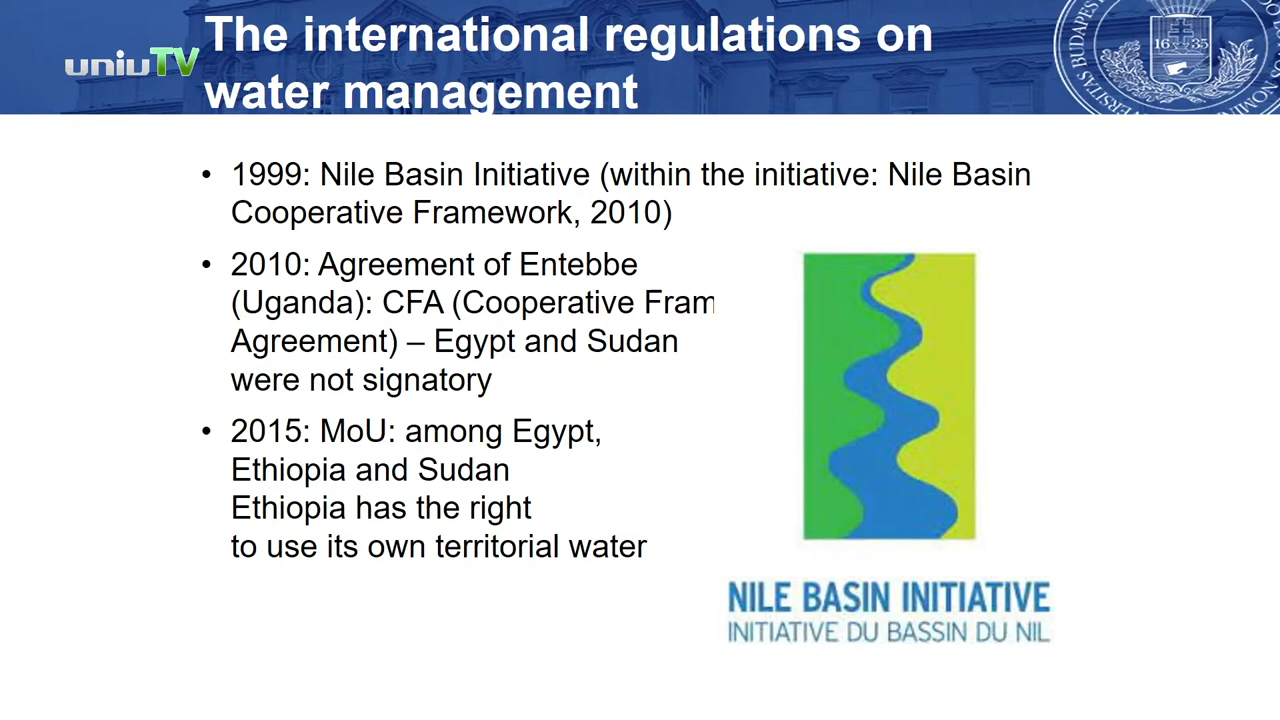 The international regulations on
water management
uniuTV
16 35
• 1999: Nile Basin Initiative (within the initiative: Nile Basin
Cooperative Framework, 2010)
• 2010: Agreement of Entebbe
(Uganda): CFA (Cooperative Fram
Agreement) – Egypt and Sudan
were not signatory
• 2015: MoU: among Egypt,
Ethiopia and Sudan
Ethiopia has the right
to use its own territorial water
NILE BASIN INITIATIVE
INITIATIVE DU BASSIN DU NIL